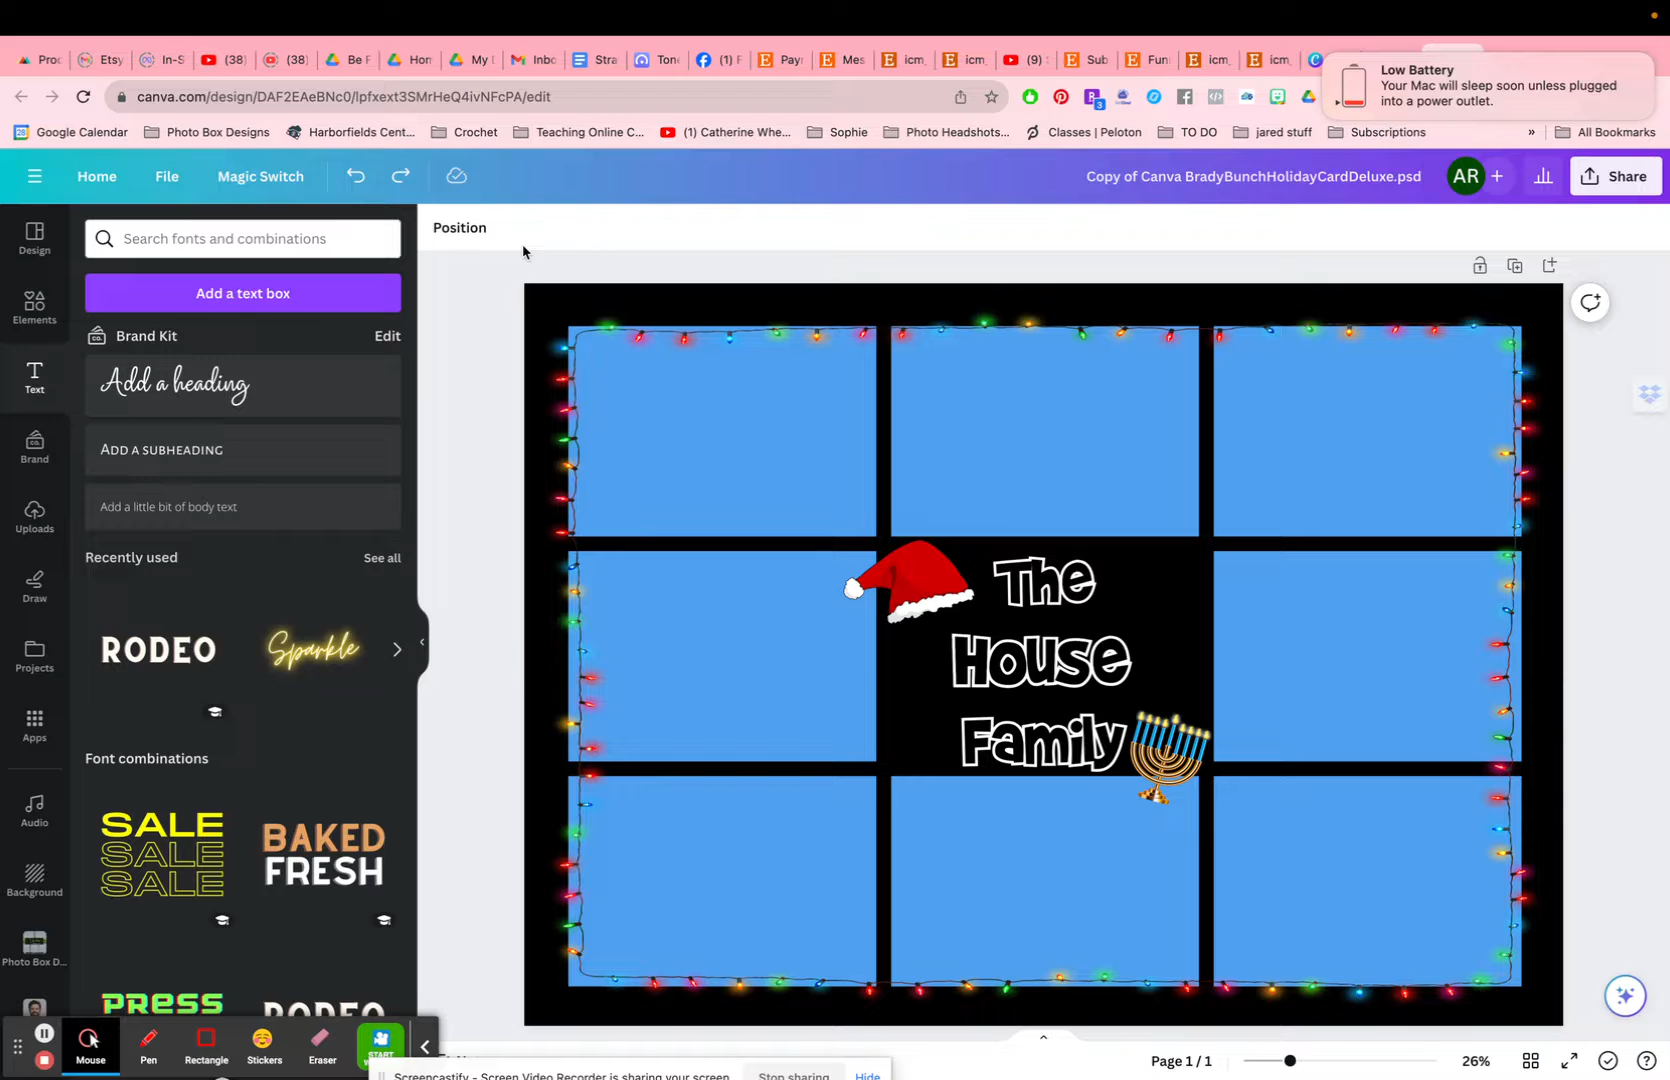 Proc
Etsy
In-S
(38)
(38)
Be F
Hon
My D
Inbo
Stra
Tone
(1) F
Payr
Mes
icm_
icm_
(9)
Sub
Fun
icm_
icm_
Low Battery
Your Mac will sleep soon unless plugged
into a power outlet.
canva.com/design/DAF2EAeBNc0/lpfxext3SMrHeQ4ivNFcPA/edit
3
Google Calendar
Photo Box Designs
Harborfields Cent...
Crochet
Teaching Online C...
(1) Catherine Whe...
Sophie
Photo Headshots...
Classes | Peloton
TO DO
jared stuff
Subscriptions
»
All Bookmarks
Home
File
Magic Switch
Copy of Canva BradyBunchHolidayCardDeluxe.psd
AR
+
Share
Design
Elements
Text
Brand
Uploads
Draw
Projects
Apps
Audio
Background
Photo Box D...
Search fonts and combinations
Add a text box
Brand Kit
Edit
Add a heading
ADD A SUBHEADING
Add a little bit of body text
Recently used
See all
RODEO
Sparkle
Font combinations
SALE
SALE
SALE
BAKED
FRESH
PRESS
RODEO
Position
The
House
Family
Mouse
Pen
Rectangle
Stickers
Eraser
START
Screencastify - Screen Video Recorder is sharing your screen.
Stop sharing
Hide
Page 1 / 1
26%